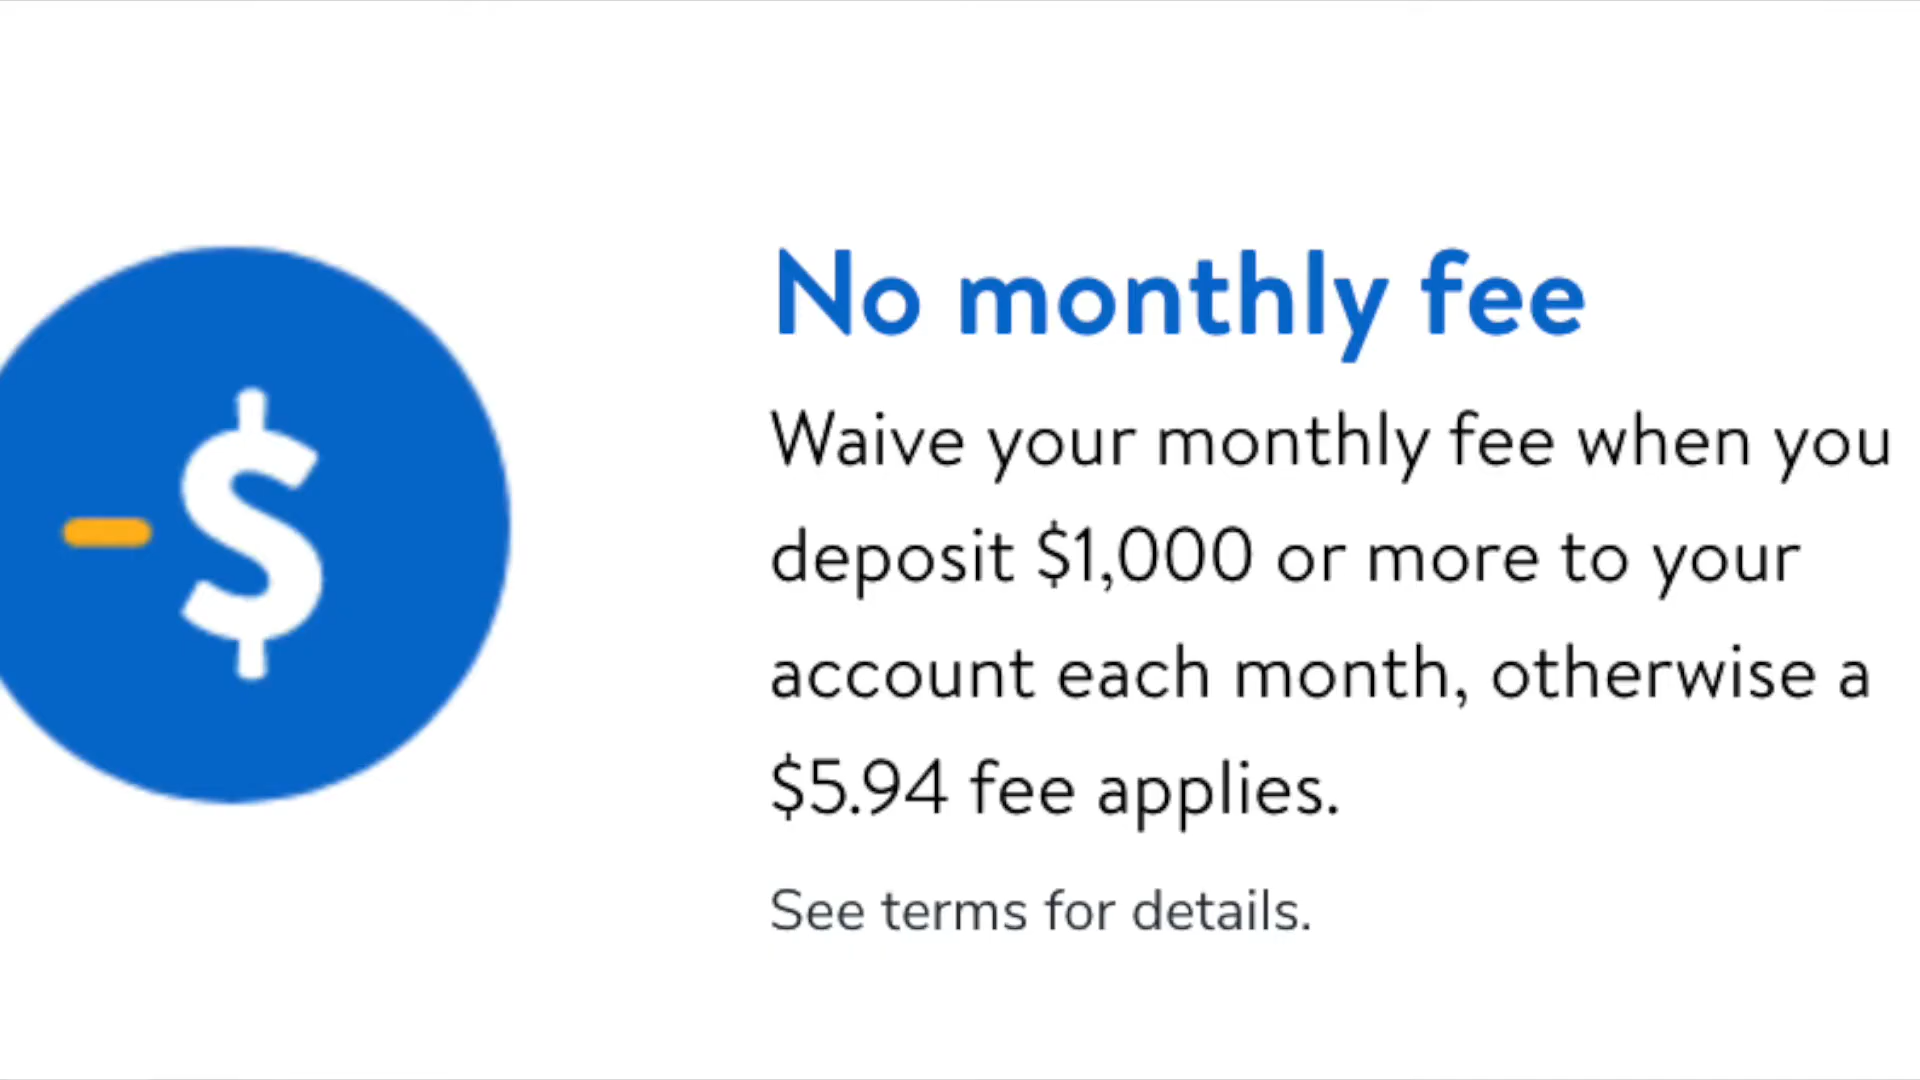 No monthly fee
Waive your monthly fee when you
deposit $1,000 or more to your
account each month, otherwise a
$5.94 fee applies.
See terms for details.
-$